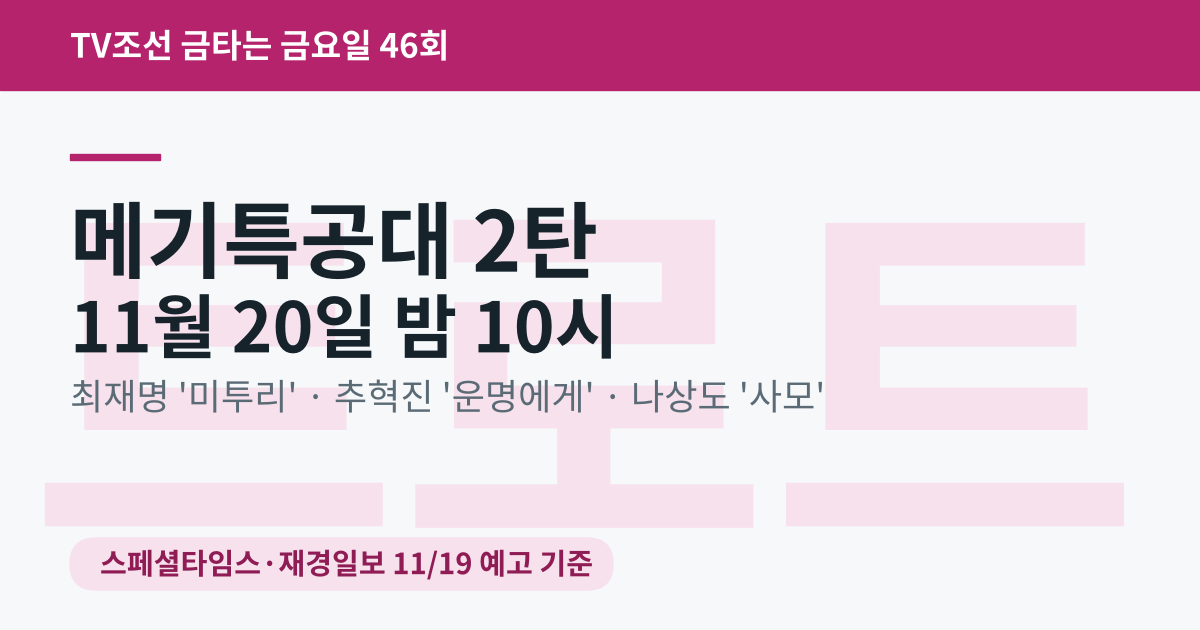 TV조선 금타는 금요일 46회
메기특공대 2탄
11월 20일 밤 10시
최재명 '미투리' · 추혁진 '운명에게' · 나상도 '사모'
트로트
스페셜타임스·재경일보 11/19 예고 기준